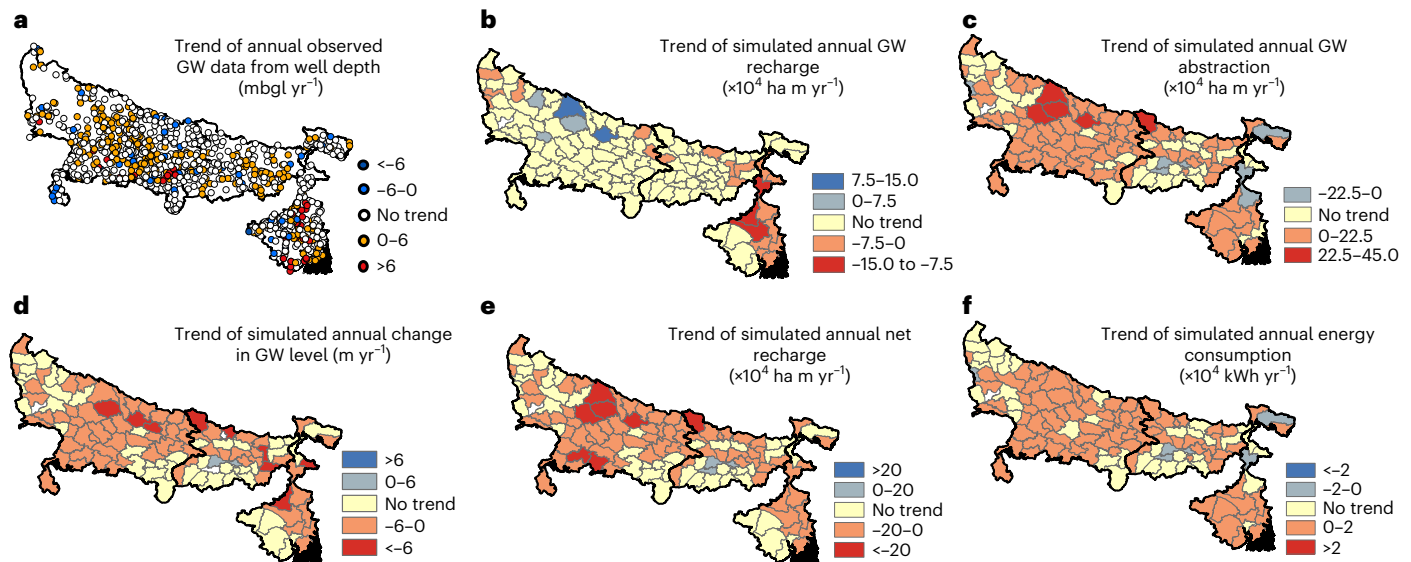 a
Trend of annual observed
GW data from well depth
(mbgl yr⁻¹)
<–6
–6–0
No trend
0–6
>6
b
Trend of simulated annual GW
recharge
(×10⁴ ha m yr⁻¹)
7.5–15.0
0–7.5
No trend
–7.5–0
–15.0 to –7.5
c
Trend of simulated annual GW
abstraction
(×10⁴ ha m yr⁻¹)
–22.5–0
No trend
0–22.5
22.5–45.0
d
Trend of simulated annual change
in GW level (m yr⁻¹)
>6
0–6
No trend
–6–0
<–6
e
Trend of simulated annual net
recharge
(×10⁴ ha m yr⁻¹)
>20
0–20
No trend
–20–0
<–20
f
Trend of simulated annual energy
consumption
(×10⁴ kWh yr⁻¹)
<–2
–2–0
No trend
0–2
>2